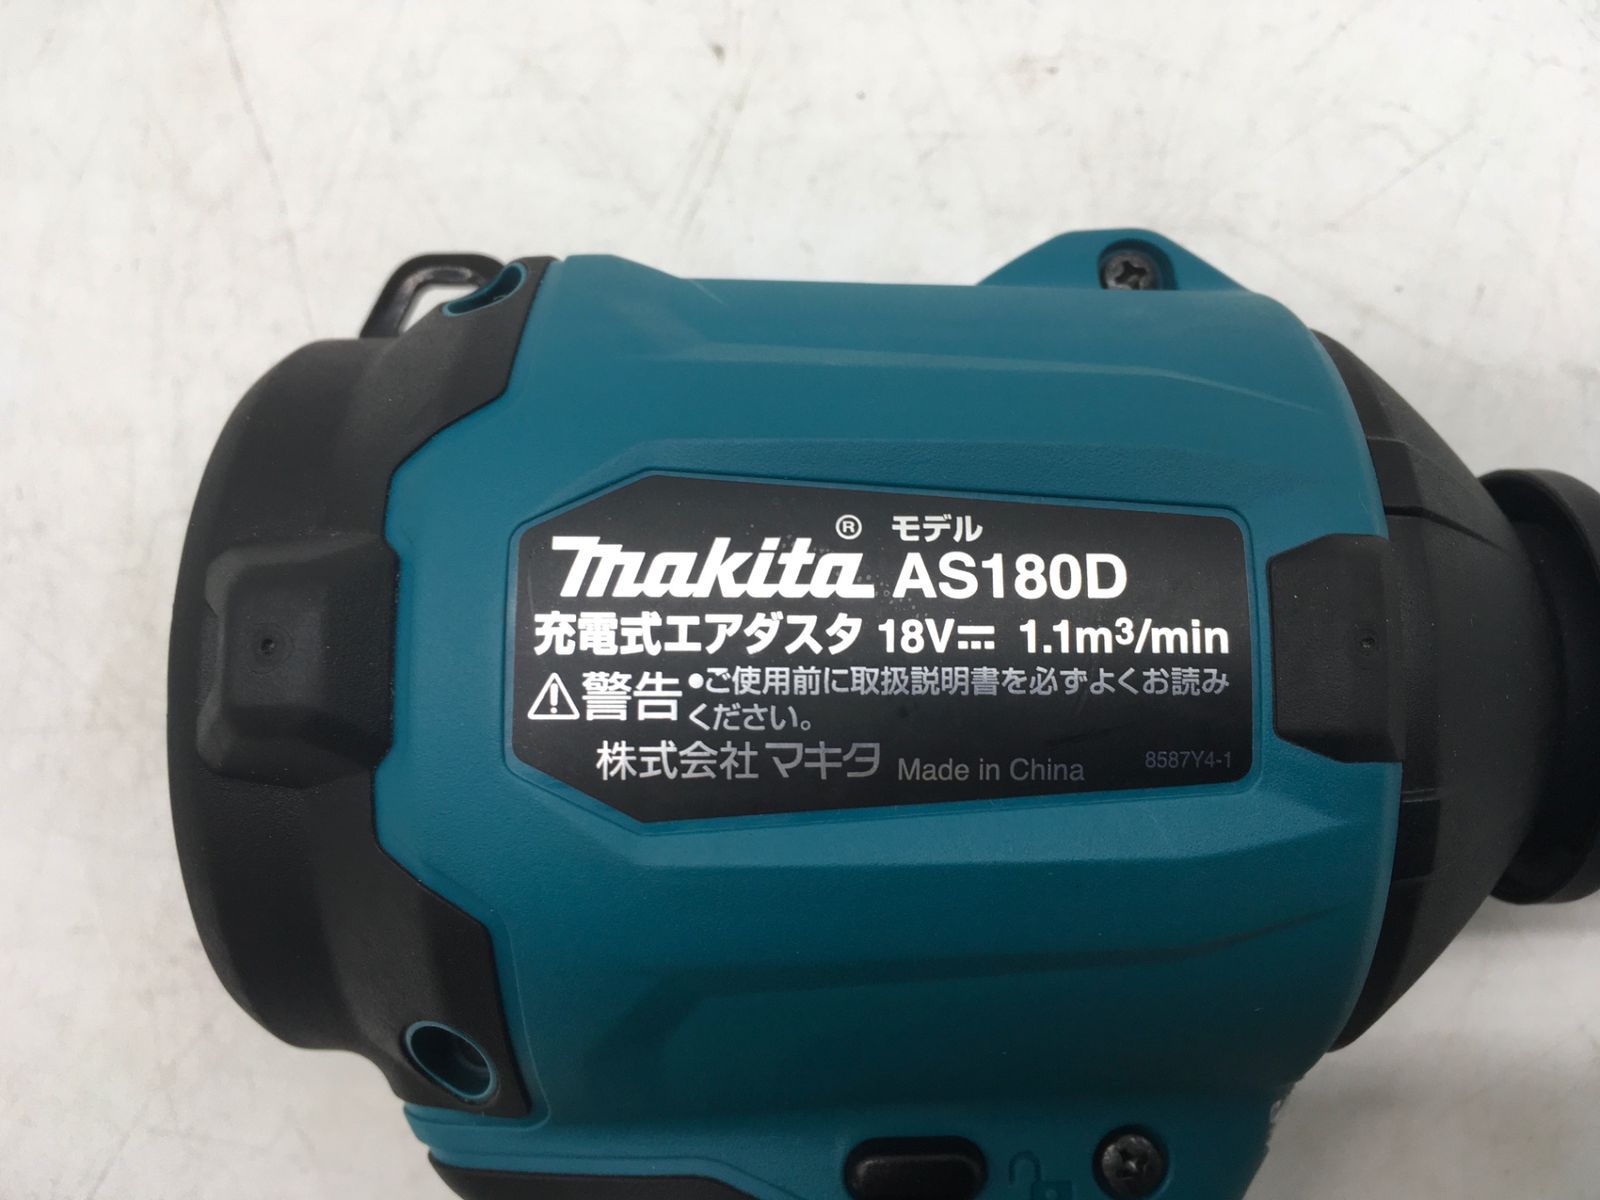 makita® モデル AS180D
充電式エアダスタ 18V⎓ 1.1m³/min
⚠警告 •ご使用前に取扱説明書を必ずよくお読み
ください。
株式会社マキタ Made in China 8587Y4-1